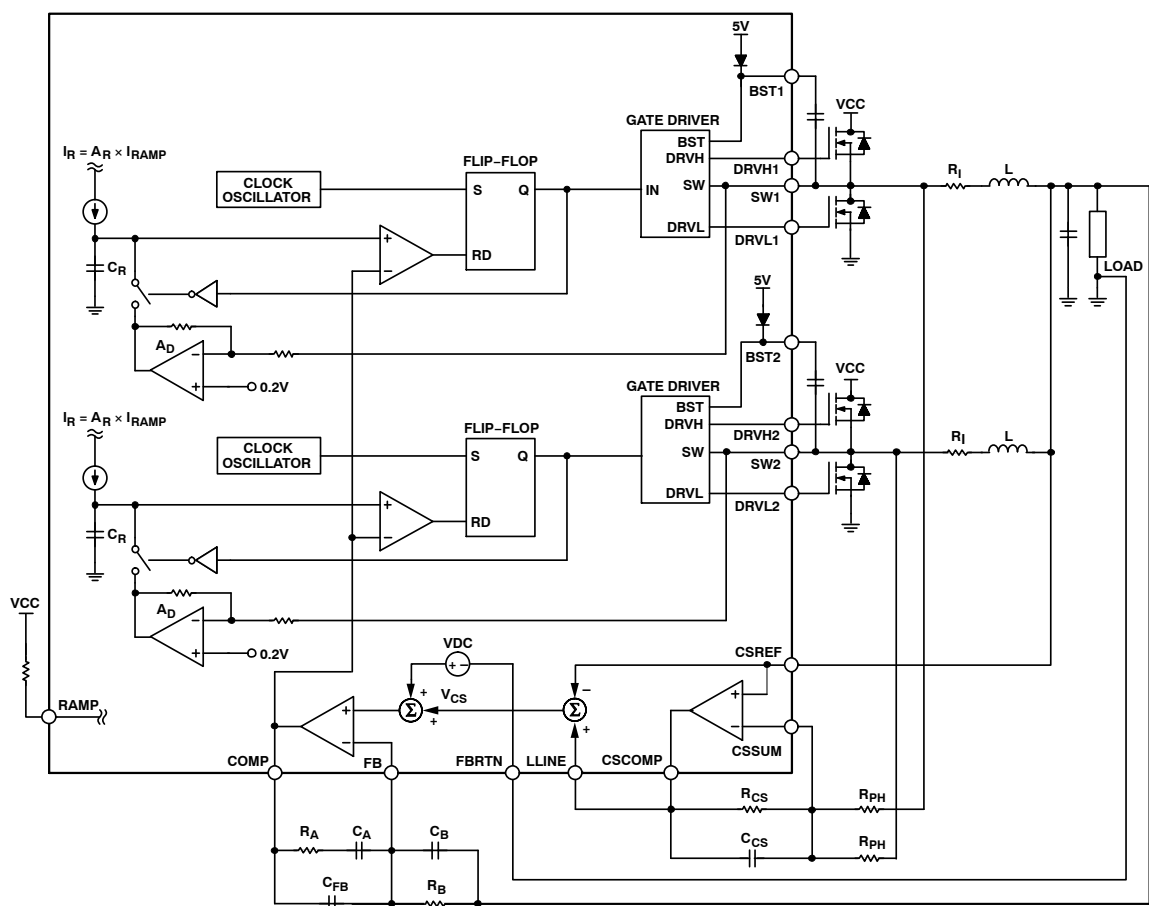 5V
BST1
VCC
GATE DRIVER
BST
DRVH
DRVH1
IN
SW
SW1
DRVL
DRVL1
I_R = A_R × I_RAMP
CLOCK
OSCILLATOR
FLIP–FLOP
S
Q
RD
R_I
L
LOAD
+
–
C_R
A_D
–
+
0.2V
5V
BST2
VCC
GATE DRIVER
BST
DRVH
DRVH2
SW
SW2
DRVL
DRVL2
I_R = A_R × I_RAMP
CLOCK
OSCILLATOR
FLIP–FLOP
S
Q
RD
R_I
L
+
–
C_R
A_D
–
+
0.2V
VCC
RAMP
VDC
+ –
CSREF
+
V_CS
Σ
+
–
Σ
+
+
–
+
–
CSSUM
COMP
FB
FBRTN
LLINE
CSCOMP
R_CS
R_PH
R_A
C_A
C_B
C_CS
R_PH
C_FB
R_B